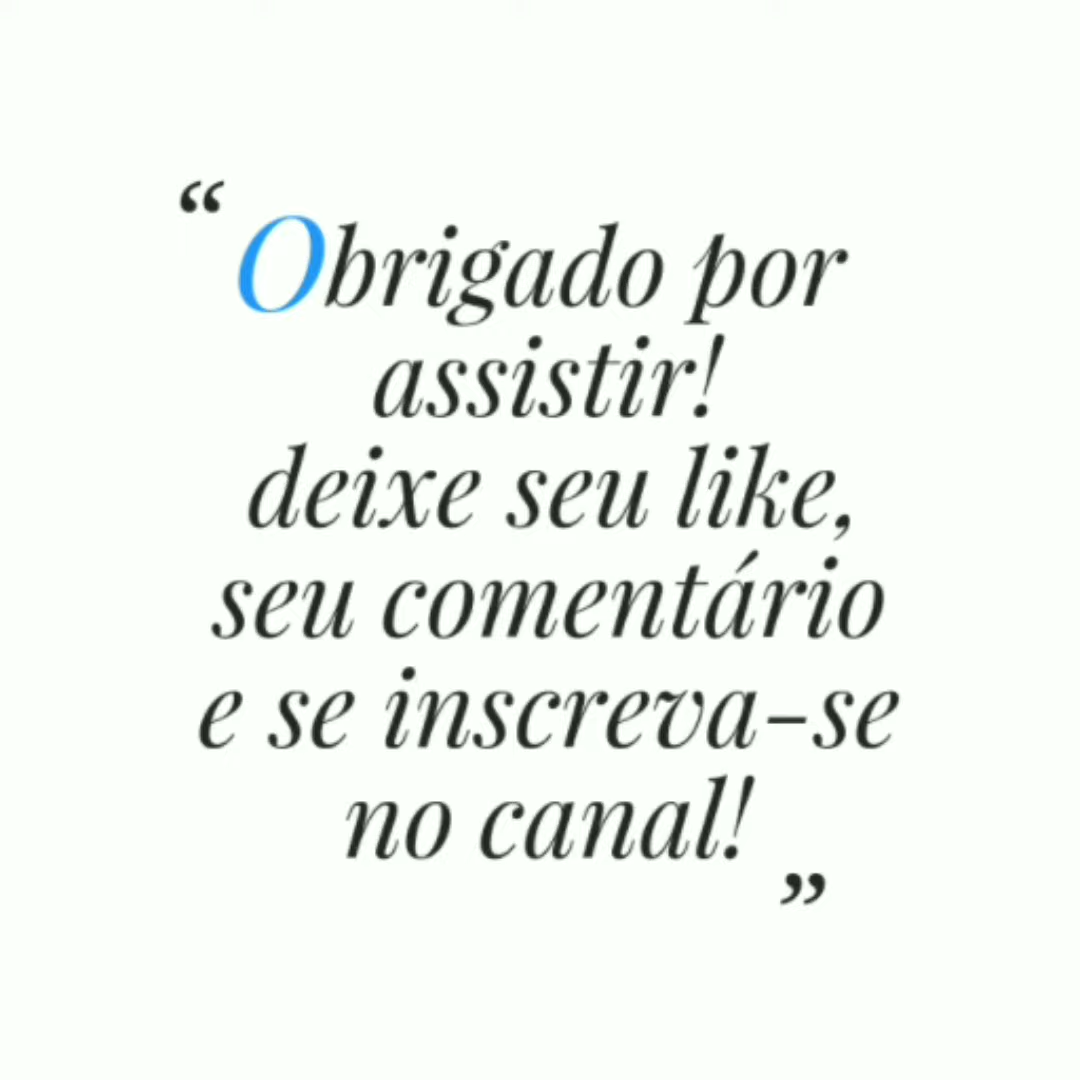 “Obrigado por
assistir!
deixe seu like,
seu comentário
e se inscreva-se
no canal!”